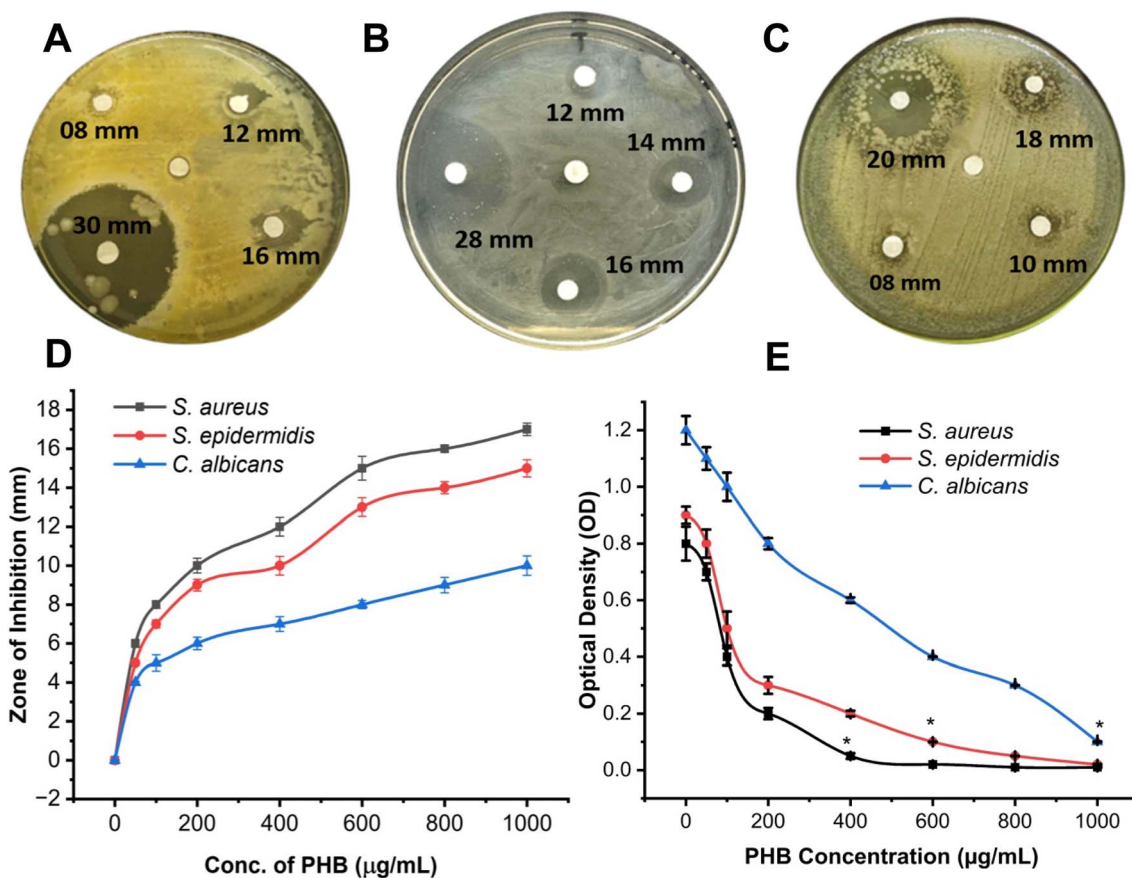 A
08 mm
12 mm
30 mm
16 mm
B
T
12 mm
14 mm
28 mm
16 mm
C
20 mm
18 mm
08 mm
10 mm
D
Zone of Inhibition (mm)
18
16
14
12
10
8
6
4
2
0
−2
S. aureus
S. epidermidis
C. albicans
0 200 400 600 800 1000
Conc. of PHB (μg/mL)
E
Optical Density (OD)
1.2
1.0
0.8
0.6
0.4
0.2
0.0
S. aureus
S. epidermidis
C. albicans
* * *
0 200 400 600 800 1000
PHB Concentration (μg/mL)